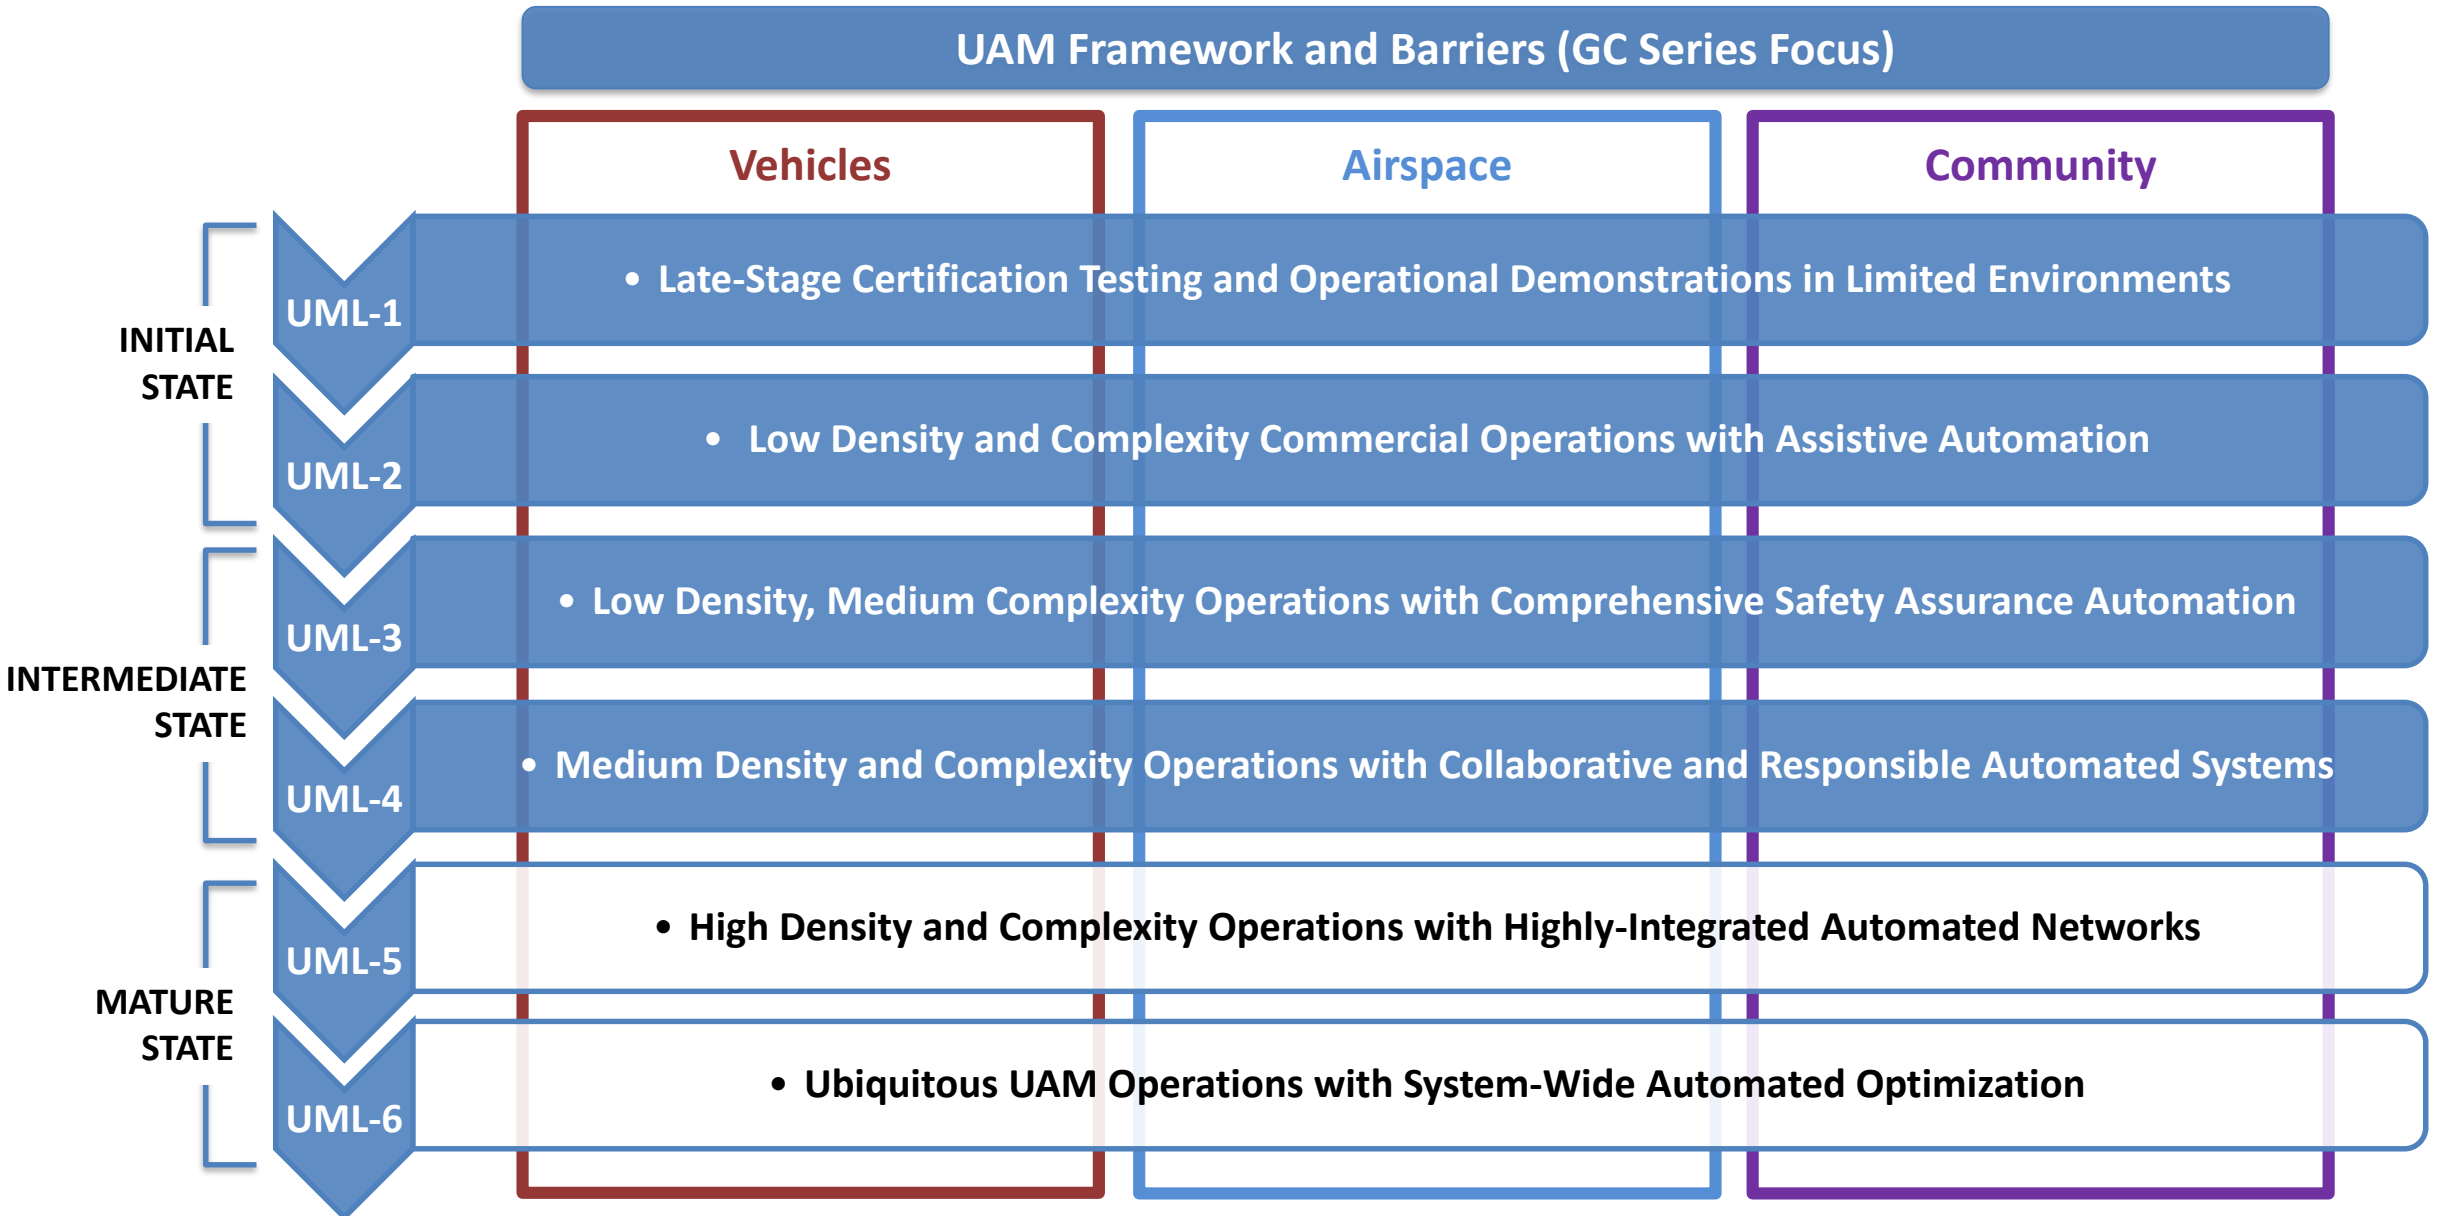 UAM Framework and Barriers (GC Series Focus)
Vehicles
Airspace
Community
INITIAL
STATE
UML-1
• Late-Stage Certification Testing and Operational Demonstrations in Limited Environments
UML-2
• Low Density and Complexity Commercial Operations with Assistive Automation
INTERMEDIATE
STATE
UML-3
• Low Density, Medium Complexity Operations with Comprehensive Safety Assurance Automation
UML-4
• Medium Density and Complexity Operations with Collaborative and Responsible Automated Systems
MATURE
STATE
UML-5
• High Density and Complexity Operations with Highly-Integrated Automated Networks
UML-6
• Ubiquitous UAM Operations with System-Wide Automated Optimization